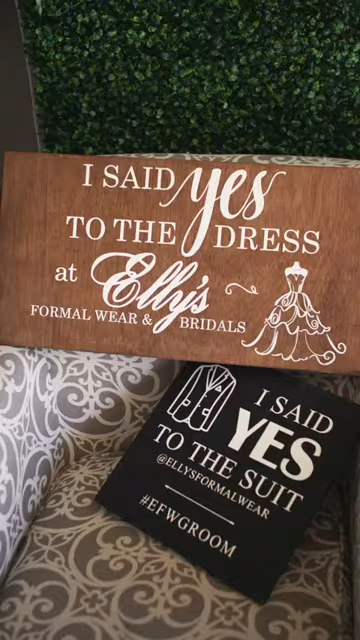 I SAID yes
TO THE DRESS
at Elly's
FORMAL WEAR & BRIDALS
I SAID
YES
TO THE SUIT
@ELLYSFORMALWEAR
#EFWGROOM